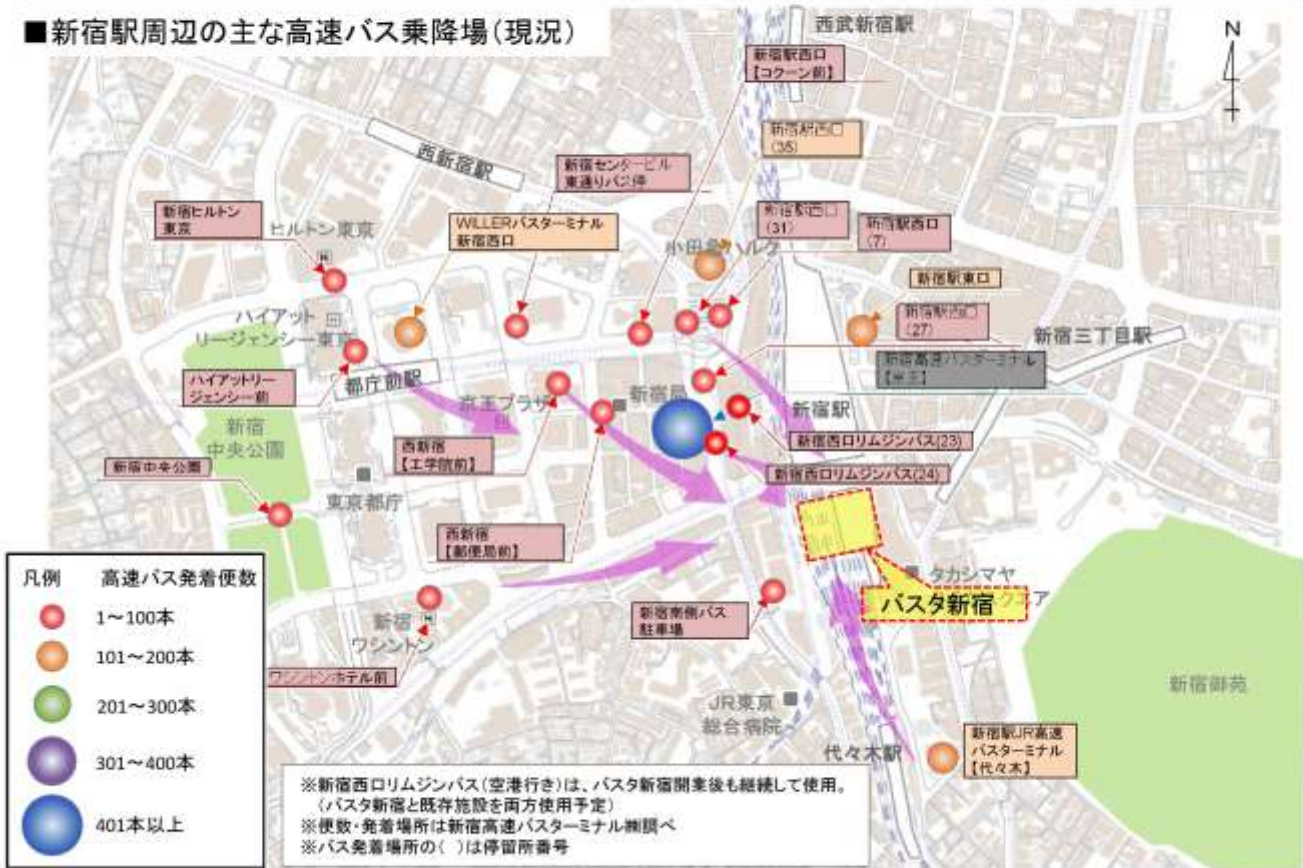 ■新宿駅周辺の主な高速バス乗降場(現況)
西武新宿駅
N
新宿駅西口
【コクーン前】
新宿駅西口
(35)
西新宿駅
新宿センタービル
東通りバス停
新宿ヒルトン
東京
ヒルトン東京
WILLERバスターミナル
新宿西口
新宿駅西口
(31)
新宿駅西口
(7)
小田急ハルク
新宿駅東口
ハイアット
リージェンシー東京
新宿駅西口
(27)
新宿三丁目駅
新宿高速バスターミナル
【京王】
都庁前駅
ハイアットリー
ジェンシー前
京王プラザ
新宿局
新宿駅
新宿
中央公園
西新宿
【工学院前】
新宿西口リムジンバス(23)
新宿中央公園
新宿西口リムジンバス(24)
東京都庁
西新宿
【郵便局前】
凡例 高速バス発着便数
1～100本
101～200本
201～300本
301～400本
401本以上
タカシマヤ
バスタ新宿
新宿南側バス
駐車場
新宿
ワシントン
ワシントンホテル前
新宿御苑
JR東京
総合病院
代々木駅
新宿駅JR高速
バスターミナル
【代々木】
※新宿西口リムジンバス(空港行き)は、バスタ新宿開業後も継続して使用。
(バスタ新宿と既存施設を両方使用予定)
※便数・発着場所は新宿高速バスターミナル㈱調べ
※バス発着場所の( )は停留所番号